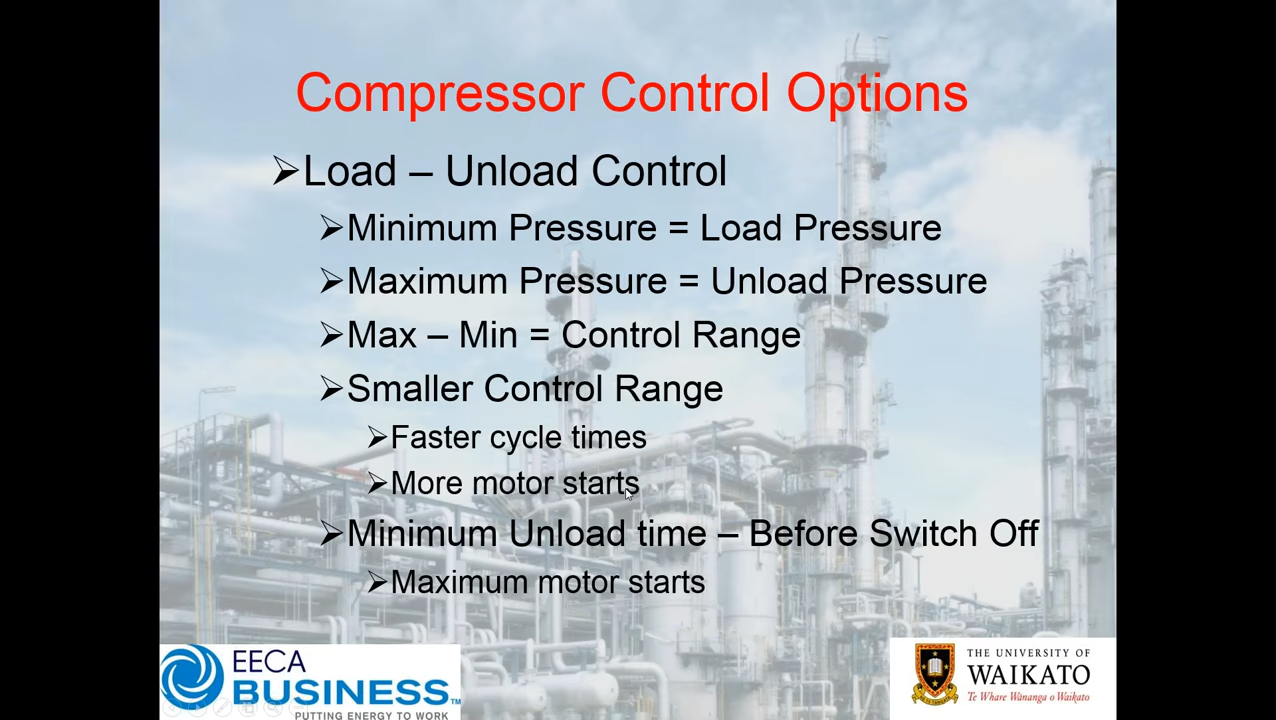 Compressor Control Options
➢Load – Unload Control
➢Minimum Pressure = Load Pressure
➢Maximum Pressure = Unload Pressure
➢Max – Min = Control Range
➢Smaller Control Range
➢Faster cycle times
➢More motor starts
➢Minimum Unload time – Before Switch Off
➢Maximum motor starts
EECA
BUSINESS™
PUTTING ENERGY TO WORK
THE UNIVERSITY OF
WAIKATO
Te Whare Wānanga o Waikato